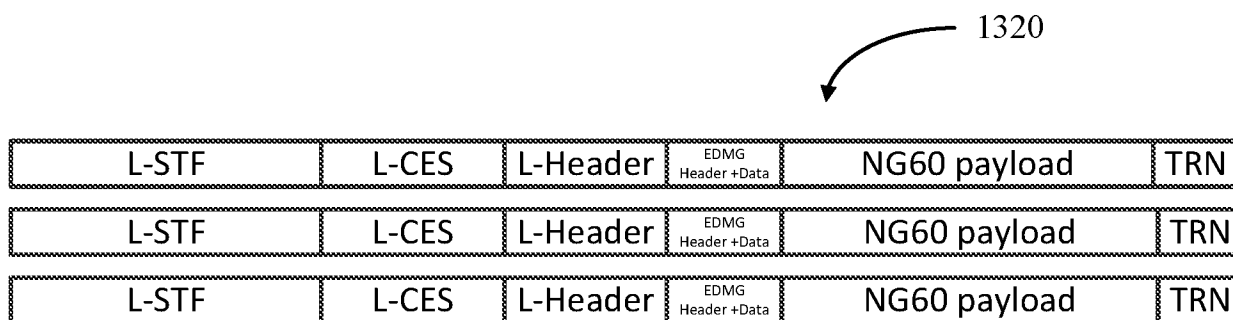 1320
L-STF L-CES L-Header EDMG Header +Data NG60 payload TRN
L-STF L-CES L-Header EDMG Header +Data NG60 payload TRN
L-STF L-CES L-Header EDMG Header +Data NG60 payload TRN